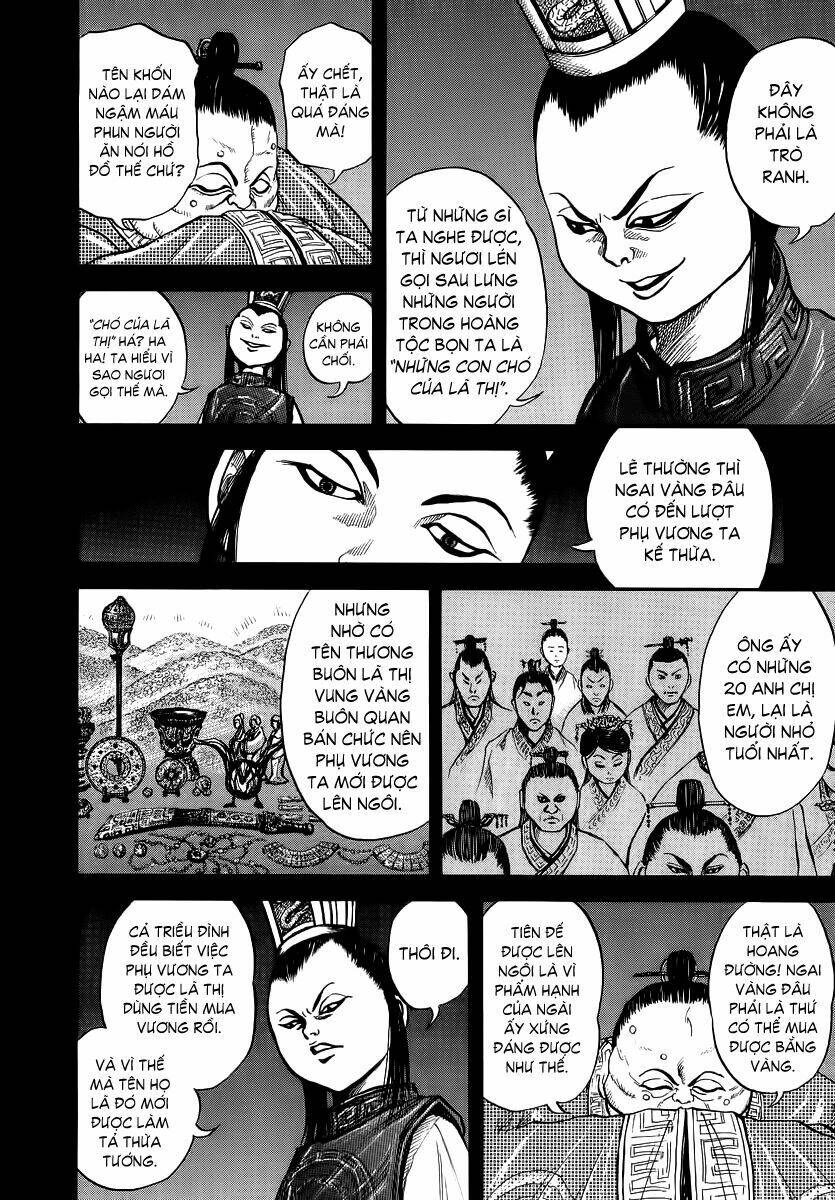 ĐÂY
KHÔNG
PHẢI LÀ
TRÒ
RANH.
TỪ NHỮNG GÌ
TA NGHE ĐƯỢC,
THÌ NGƯƠI LÉN
GỌI SAU LƯNG
NHỮNG NGƯỜI
TRONG HOÀNG
TỘC BỌN TA LÀ
"NHỮNG CON CHÓ
CỦA LÃ THỊ".
ẤY CHẾT,
THẬT LÀ
QUÁ ĐÁNG
MÀ!
TÊN KHỐN
NÀO LẠI DÁM
NGẬM MÁU
PHUN NGƯỜI
ĂN NÓI HỒ
ĐỒ THẾ CHỨ?
KHÔNG
CẦN PHẢI
CHỐI.
"CHÓ CỦA LÃ
THỊ" HẢ? HA
HA! TA HIỂU VÌ
SAO NGƯƠI
GỌI THẾ MÀ.
LẼ THƯỜNG THÌ
NGAI VÀNG ĐÂU
CÓ ĐẾN LƯỢT
PHỤ VƯƠNG TA
KẾ THỪA.
ÔNG ẤY
CÓ NHỮNG
20 ANH CHỊ
EM, LẠI LÀ
NGƯỜI NHỎ
TUỔI NHẤT.
NHƯNG
NHỜ CÓ
TÊN THƯƠNG
BUÔN LÃ THỊ
VUNG VÀNG
BUÔN QUAN
BÁN CHỨC NÊN
PHỤ VƯƠNG
TA MỚI ĐƯỢC
LÊN NGÔI.
THẬT LÀ
HOANG
ĐƯỜNG! NGAI
VÀNG ĐÂU
PHẢI LÀ THỨ
CÓ THỂ MUA
ĐƯỢC BẰNG
VÀNG.
TIÊN ĐẾ
ĐƯỢC LÊN
NGÔI LÀ VÌ
PHẨM HẠNH
CỦA NGÀI
ẤY XỨNG
ĐÁNG ĐƯỢC
NHƯ THẾ.
THÔI ĐI.
CẢ TRIỀU ĐÌNH
ĐỀU BIẾT VIỆC
PHỤ VƯƠNG TA
ĐƯỢC LÃ THỊ
DÙNG TIỀN MUA
VƯƠNG RỒI.
VÀ VÌ THẾ
MÀ TÊN HỌ
LÃ ĐÓ MỚI
ĐƯỢC LÀM
TẢ THỪA
TƯỚNG.